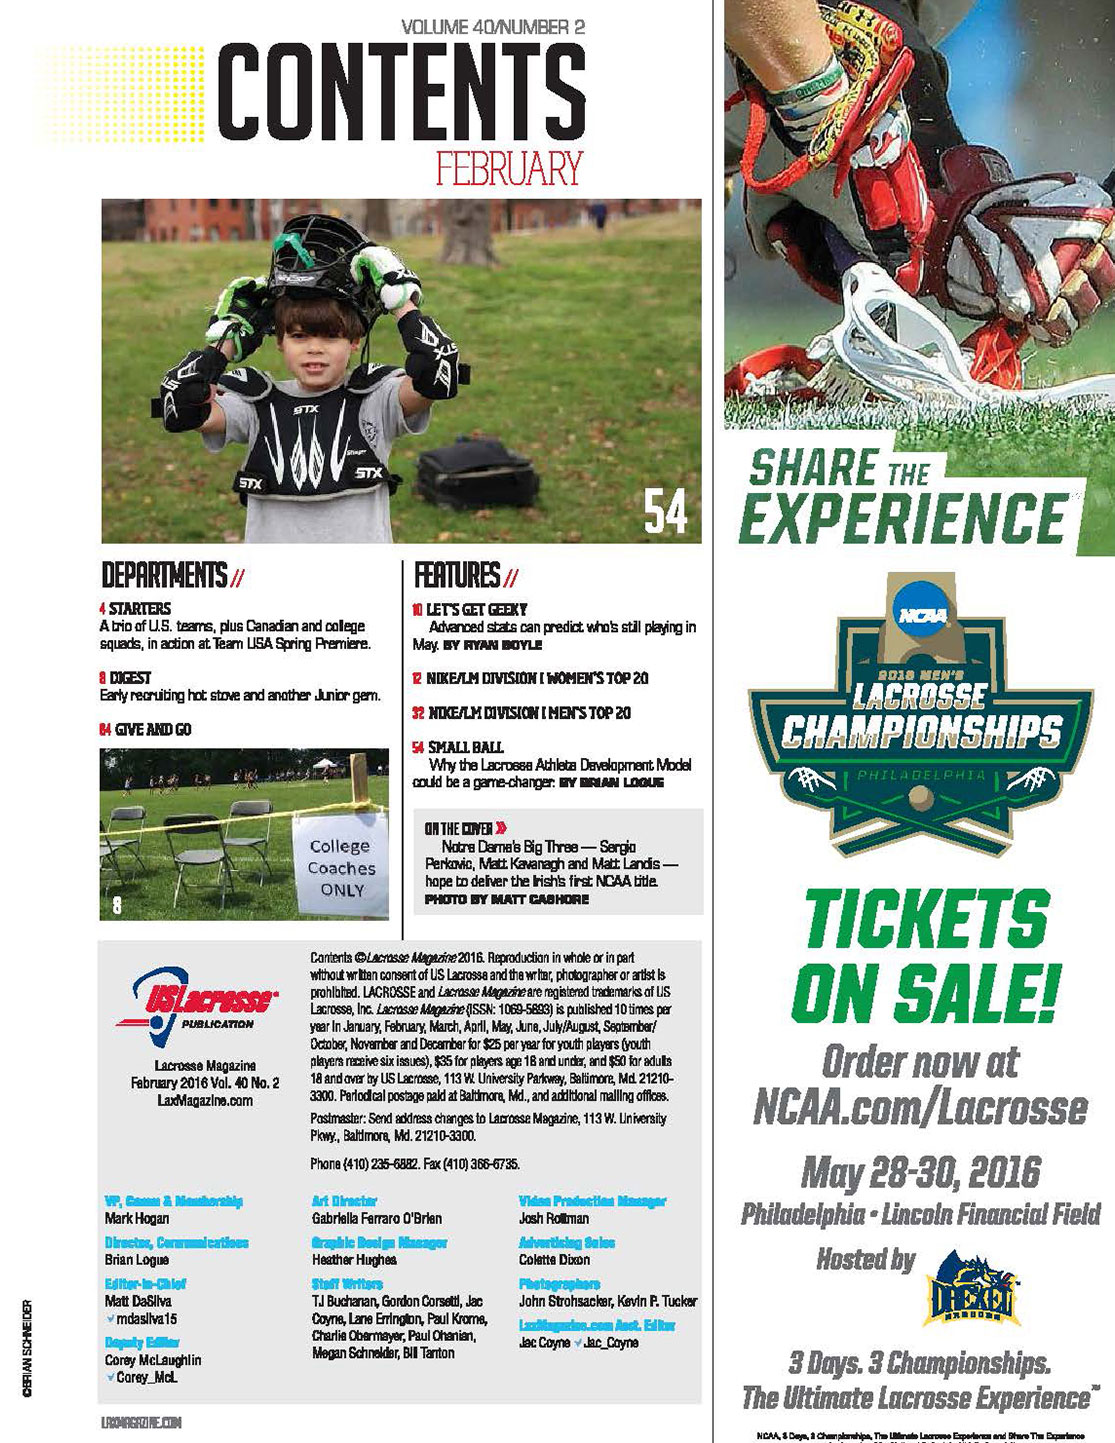 VOLUME 40/NUMBER 2
CONTENTS
FEBRUARY
STX
STX
STX
STX
54
DEPARTMENTS //
4 STARTERS
A trio of U.S. teams, plus Canadian and college
squads, in action at Team USA Spring Premiere.
8 DIGEST
Early recruiting hot stove and another Junior gem.
64 GIVE AND GO
College
Coaches
ONLY
8
FEATURES //
10 LET'S GET GEEKY
Advanced stats can predict who's still playing in
May. BY RYAN BOYLE
12 NIKE/LM DIVISION I WOMEN'S TOP 20
32 NIKE/LM DIVISION I MEN'S TOP 20
54 SMALL BALL
Why the Lacrosse Athlete Development Model
could be a game-changer. BY BRIAN LOGUE
ON THE COVER »
Notre Dame's Big Three — Sergio
Perkovic, Matt Kavanagh and Matt Landis —
hope to deliver the Irish's first NCAA title.
PHOTO BY MATT CASHORE
US Lacrosse
PUBLICATION
Lacrosse Magazine
February 2016 Vol. 40 No. 2
LaxMagazine.com
Contents © Lacrosse Magazine 2016. Reproduction in whole or in part
without written consent of US Lacrosse and the writer, photographer or artist is
prohibited. LACROSSE and Lacrosse Magazine are registered trademarks of US
Lacrosse, Inc. Lacrosse Magazine (ISSN: 1069-5893) is published 10 times per
year in January, February, March, April, May, June, July/August, September/
October, November and December for $25 per year for youth players (youth
players receive six issues), $35 for players age 18 and under, and $50 for adults
18 and over by US Lacrosse, 113 W. University Parkway, Baltimore, Md. 21210-
3300. Periodical postage paid at Baltimore, Md., and additional mailing offices.
Postmaster: Send address changes to Lacrosse Magazine, 113 W. University
Pkwy., Baltimore, Md. 21210-3300.
Phone (410) 235-6882. Fax (410) 366-6735.
VP, Comm & Membership
Mark Hogan
Director, Communications
Brian Logue
Editor-in-Chief
Matt DaSilva
mdasilva15
Deputy Editor
Corey McLaughlin
Corey_McL
Art Director
Gabriella Ferraro O'Brien
Graphic Design Manager
Heather Hughes
Staff Writers
TJ Buchanan, Gordon Corsetti, Jac
Coyne, Lane Errington, Paul Krome,
Charlie Obermayer, Paul Ohanian,
Megan Schneider, Bill Tanton
Video Production Manager
Josh Rottman
Advertising Sales
Colette Dixon
Photographers
John Strohsacker, Kevin P. Tucker
LaxMagazine.com Asst. Editor
Jac Coyne Jac_Coyne
©BRIAN SCHNEIDER
LAXMAGAZINE.COM
SHARE THE
EXPERIENCE
NCAA
2016 MEN'S
LACROSSE
CHAMPIONSHIPS
PHILADELPHIA
TICKETS
ON SALE!
Order now at
NCAA.com/Lacrosse
May 28-30, 2016
Philadelphia • Lincoln Financial Field
Hosted by
DREXEL
DRAGONS
3 Days. 3 Championships.
The Ultimate Lacrosse Experience™
NCAA, 3 Days, 3 Championships, The Ultimate Lacrosse Experience and Share The Experience